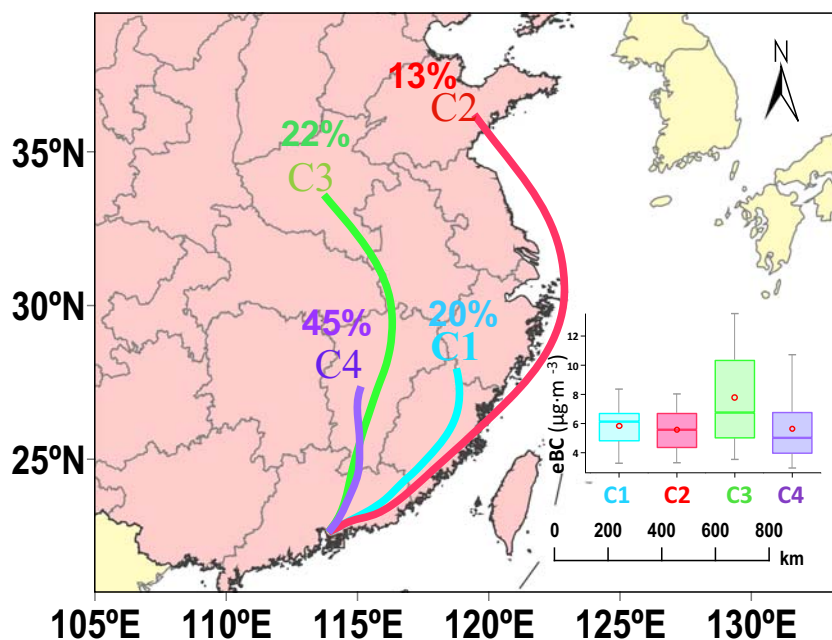 N
13%
C2
22%
C3
45%
C4
20%
C1
35ºN
30ºN
25ºN
105ºE 110ºE 115ºE 120ºE 125ºE 130ºE
eBC (µg·m⁻³)
12
10
8
6
4
C1 C2 C3 C4
0 200 400 600 800
km